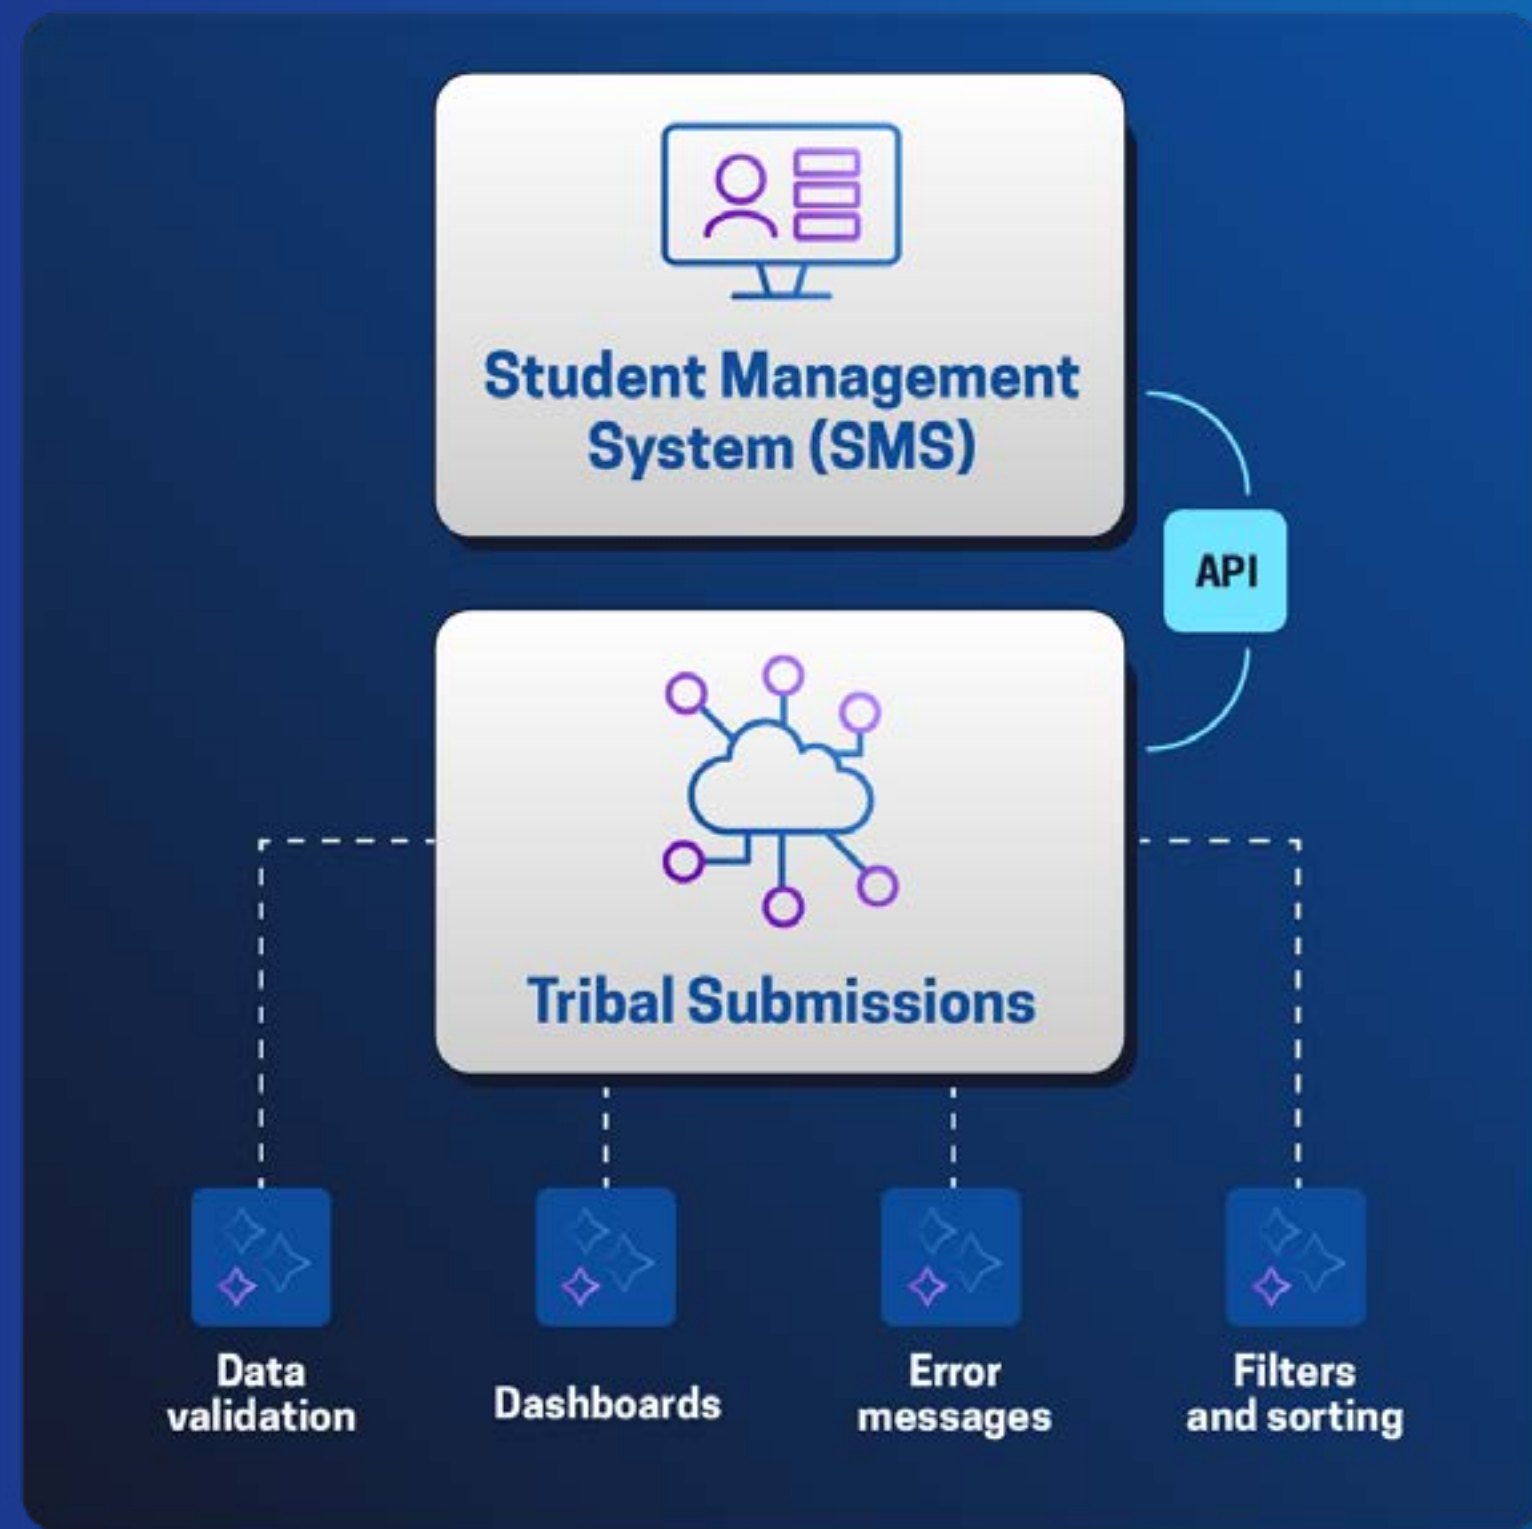 Student Management
System (SMS)
API
Tribal Submissions
Data
validation
Dashboards
Error
messages
Filters
and sorting